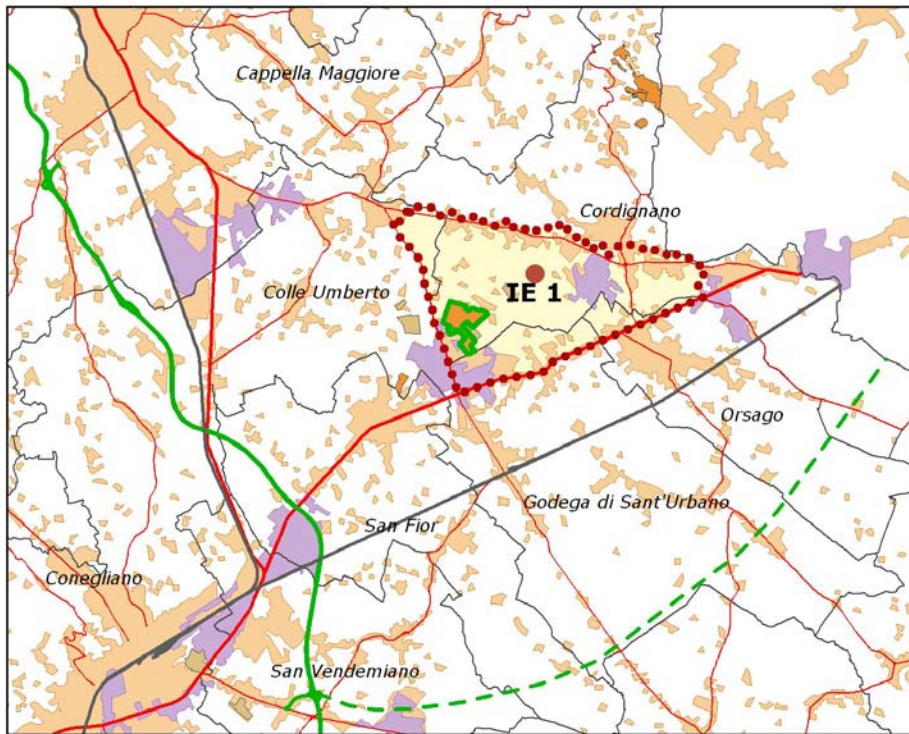 Cappella Maggiore
Cordignano
Colle Umberto
IE 1
Orsago
Godega di Sant'Urbano
San Fior
Conegliano
San Vendemiano